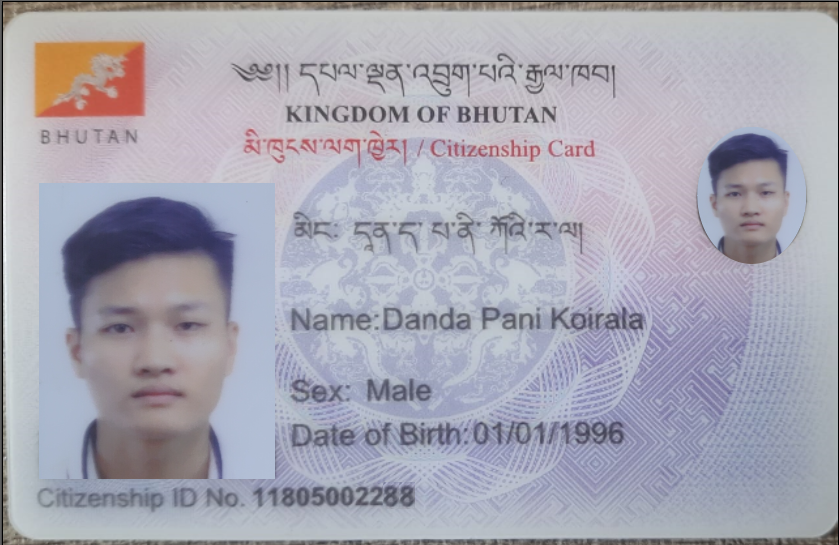 ༄༅།། དཔལ་ལྡན་འབྲུག་པའི་རྒྱལ་ཁབ།
KINGDOM OF BHUTAN
BHUTAN
མི་ཁུངས་ལག་ཁྱེར། / Citizenship Card
མིང: དཱན་ད་ པ་ནི་ ཀོའི་ར་ལ།
Name:Danda Pani Koirala
Sex: Male
Date of Birth:01/01/1996
Citizenship ID No. 11805002288